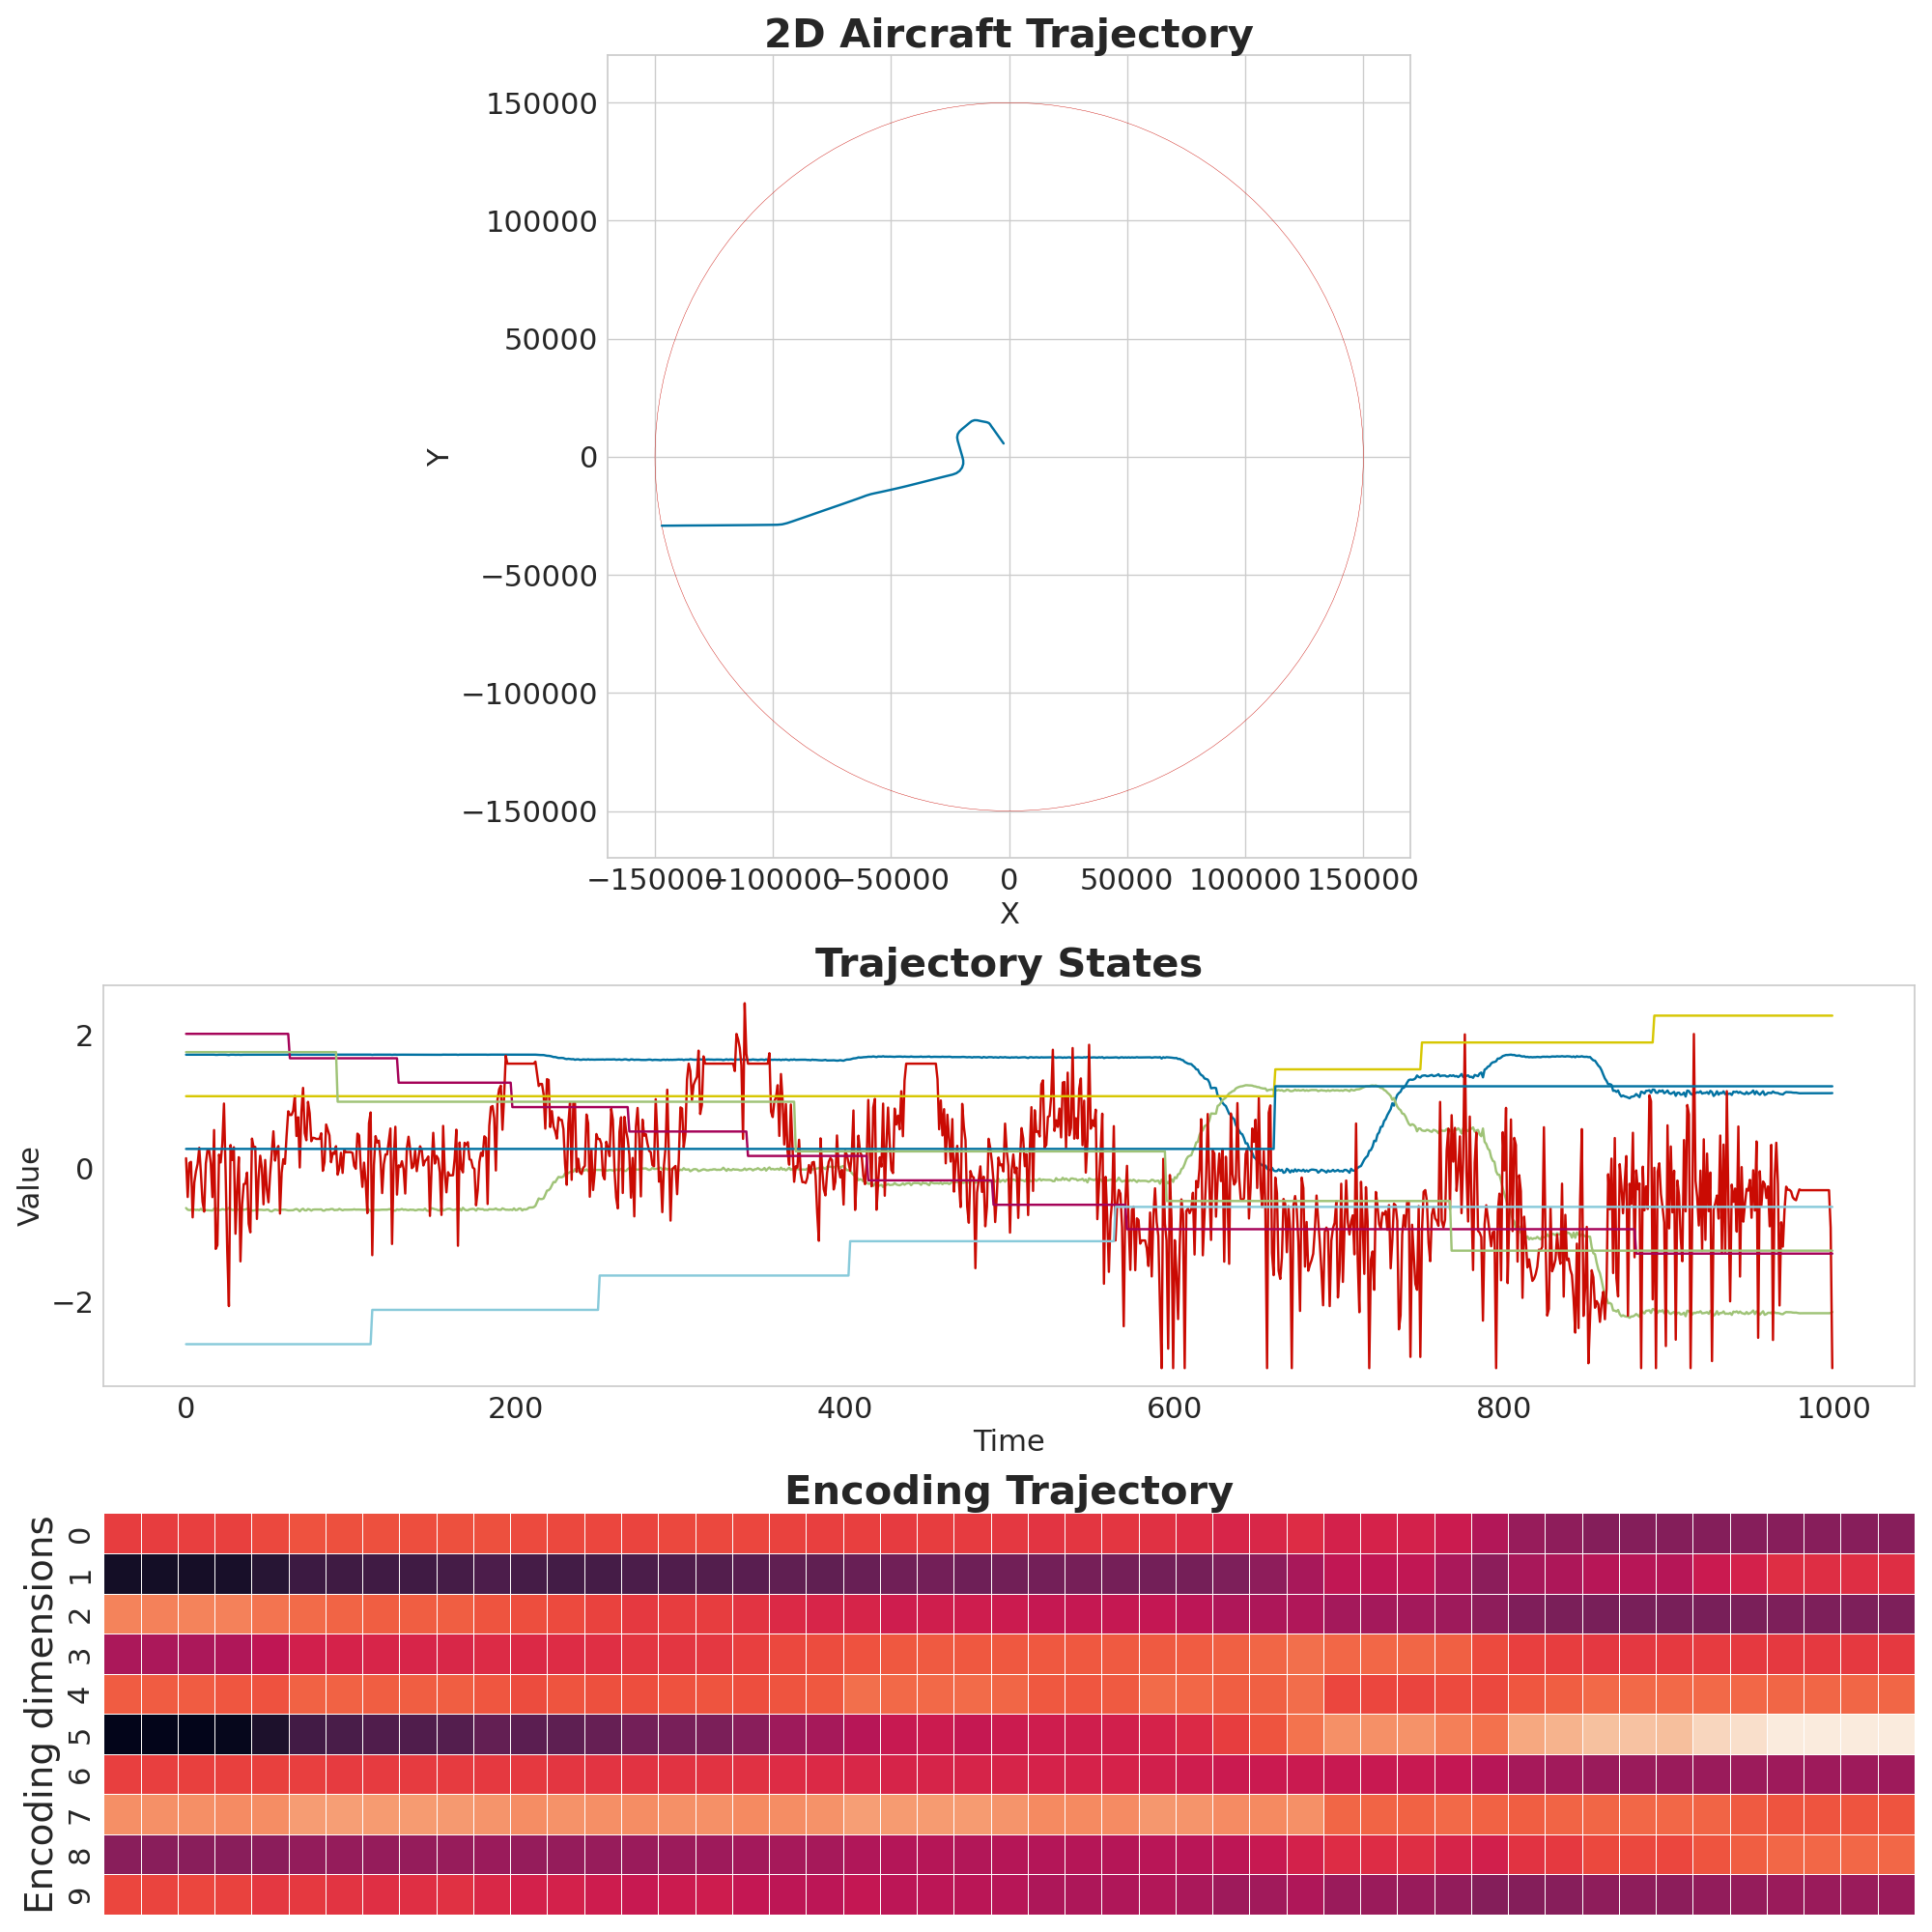 2D Aircraft Trajectory
150000
100000
50000
0
−50000
−100000
−150000
Y
−150000 −100000 −50000 0 50000 100000 150000
X
Trajectory States
2
0
−2
Value
0 200 400 600 800 1000
Time
Encoding Trajectory
Encoding dimensions
0
1
2
3
4
5
6
7
8
9